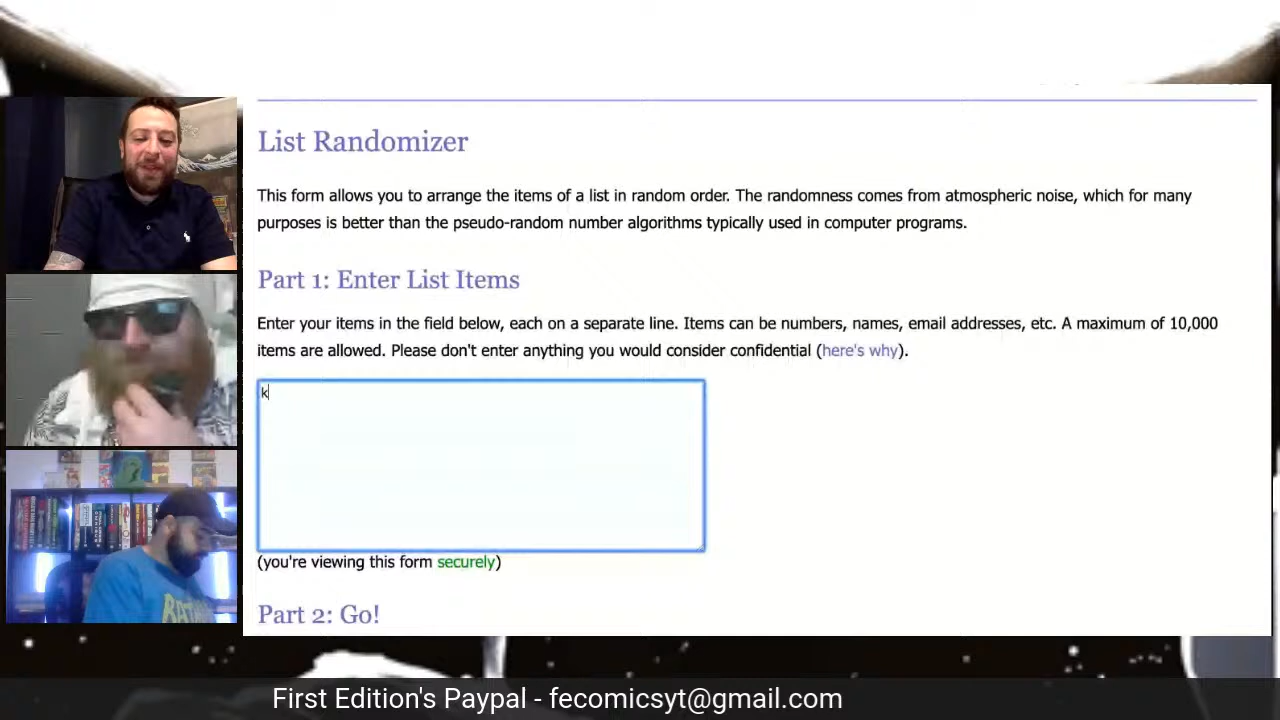 List Randomizer
This form allows you to arrange the items of a list in random order. The randomness comes from atmospheric noise, which for many
purposes is better than the pseudo-random number algorithms typically used in computer programs.
Part 1: Enter List Items
Enter your items in the field below, each on a separate line. Items can be numbers, names, email addresses, etc. A maximum of 10,000
items are allowed. Please don't enter anything you would consider confidential (here's why).
k
(you're viewing this form securely)
Part 2: Go!
First Edition's Paypal - fecomicsyt@gmail.com